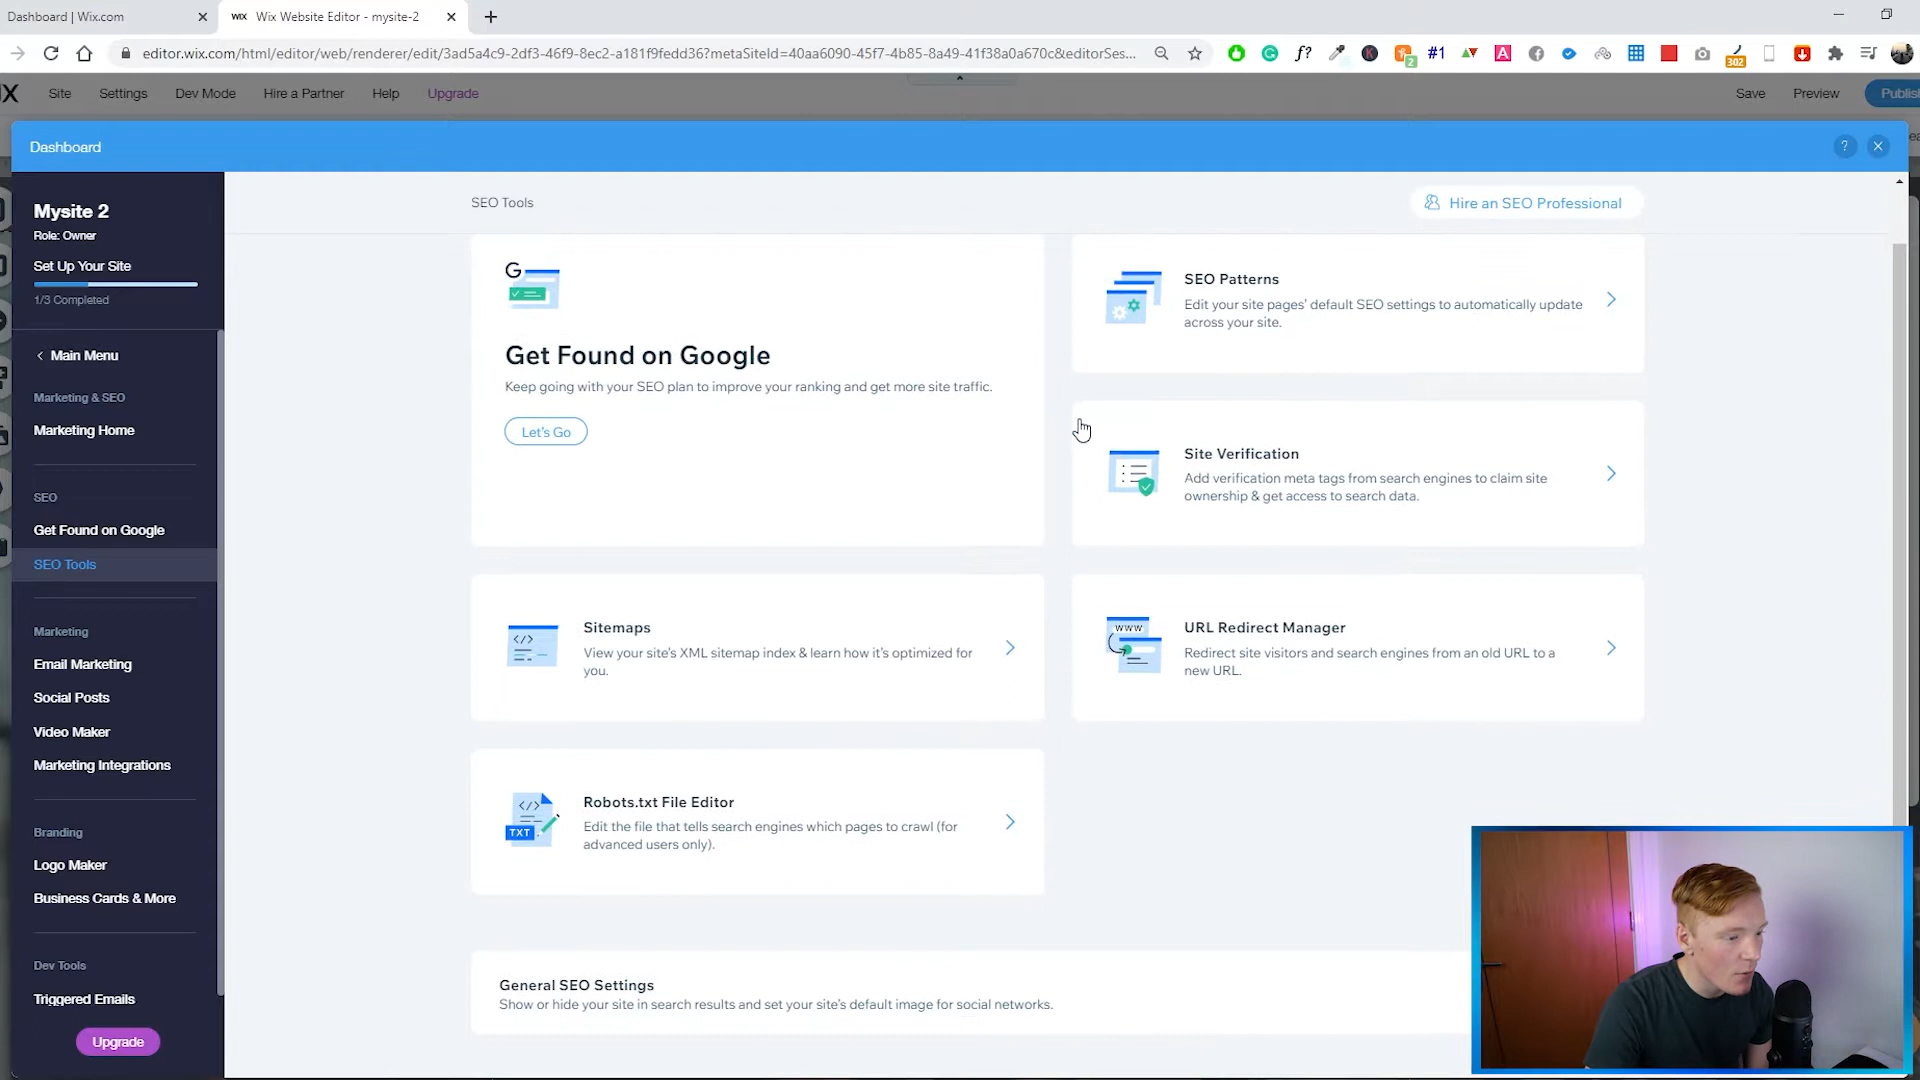 Dashboard | Wix.com
WIX Wix Website Editor - mysite-2
editor.wix.com/html/editor/web/renderer/edit/3ad5a4c9-2df3-46f9-8ec2-a181f9fedd36?metaSiteId=40aa6090-45f7-4b85-8a49-41f38a0a670c&editorSes...
f?
2
#1
A
302
Site
Settings
Dev Mode
Hire a Partner
Help
Upgrade
Save
Preview
Publis
Dashboard
?
Mysite 2
Role: Owner
Set Up Your Site
1/3 Completed
Main Menu
Marketing & SEO
Marketing Home
SEO
Get Found on Google
SEO Tools
Marketing
Email Marketing
Social Posts
Video Maker
Marketing Integrations
Branding
Logo Maker
Business Cards & More
Dev Tools
Triggered Emails
Upgrade
SEO Tools
Hire an SEO Professional
G
Get Found on Google
Keep going with your SEO plan to improve your ranking and get more site traffic.
Let's Go
SEO Patterns
Edit your site pages' default SEO settings to automatically update
across your site.
Site Verification
Add verification meta tags from search engines to claim site
ownership & get access to search data.
</>
Sitemaps
View your site's XML sitemap index & learn how it's optimized for
you.
WWW
URL Redirect Manager
Redirect site visitors and search engines from an old URL to a
new URL.
</>
TXT
Robots.txt File Editor
Edit the file that tells search engines which pages to crawl (for
advanced users only).
General SEO Settings
Show or hide your site in search results and set your site's default image for social networks.